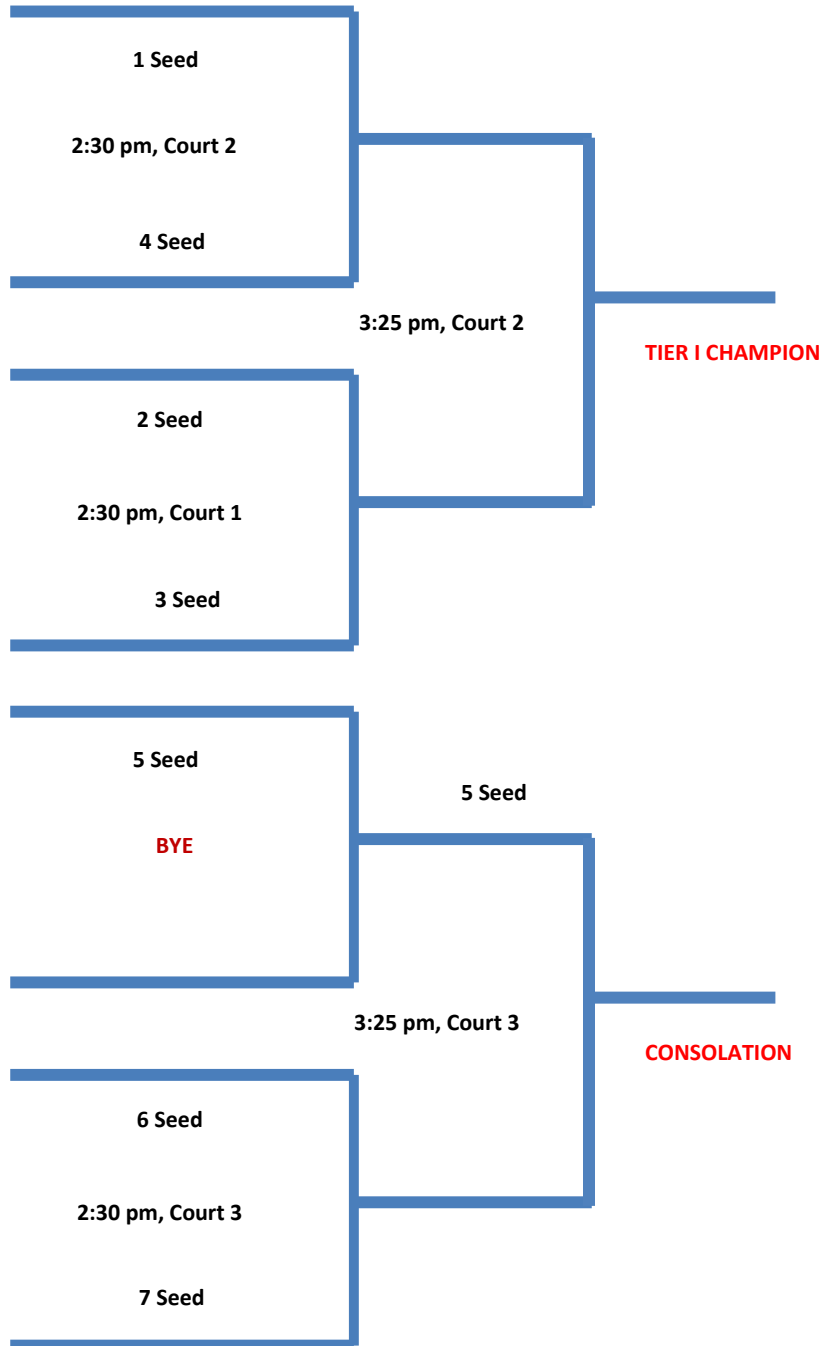 1 Seed
2:30 pm, Court 2
4 Seed
3:25 pm, Court 2
TIER I CHAMPION
2 Seed
2:30 pm, Court 1
3 Seed
5 Seed
5 Seed
BYE
3:25 pm, Court 3
CONSOLATION
6 Seed
2:30 pm, Court 3
7 Seed